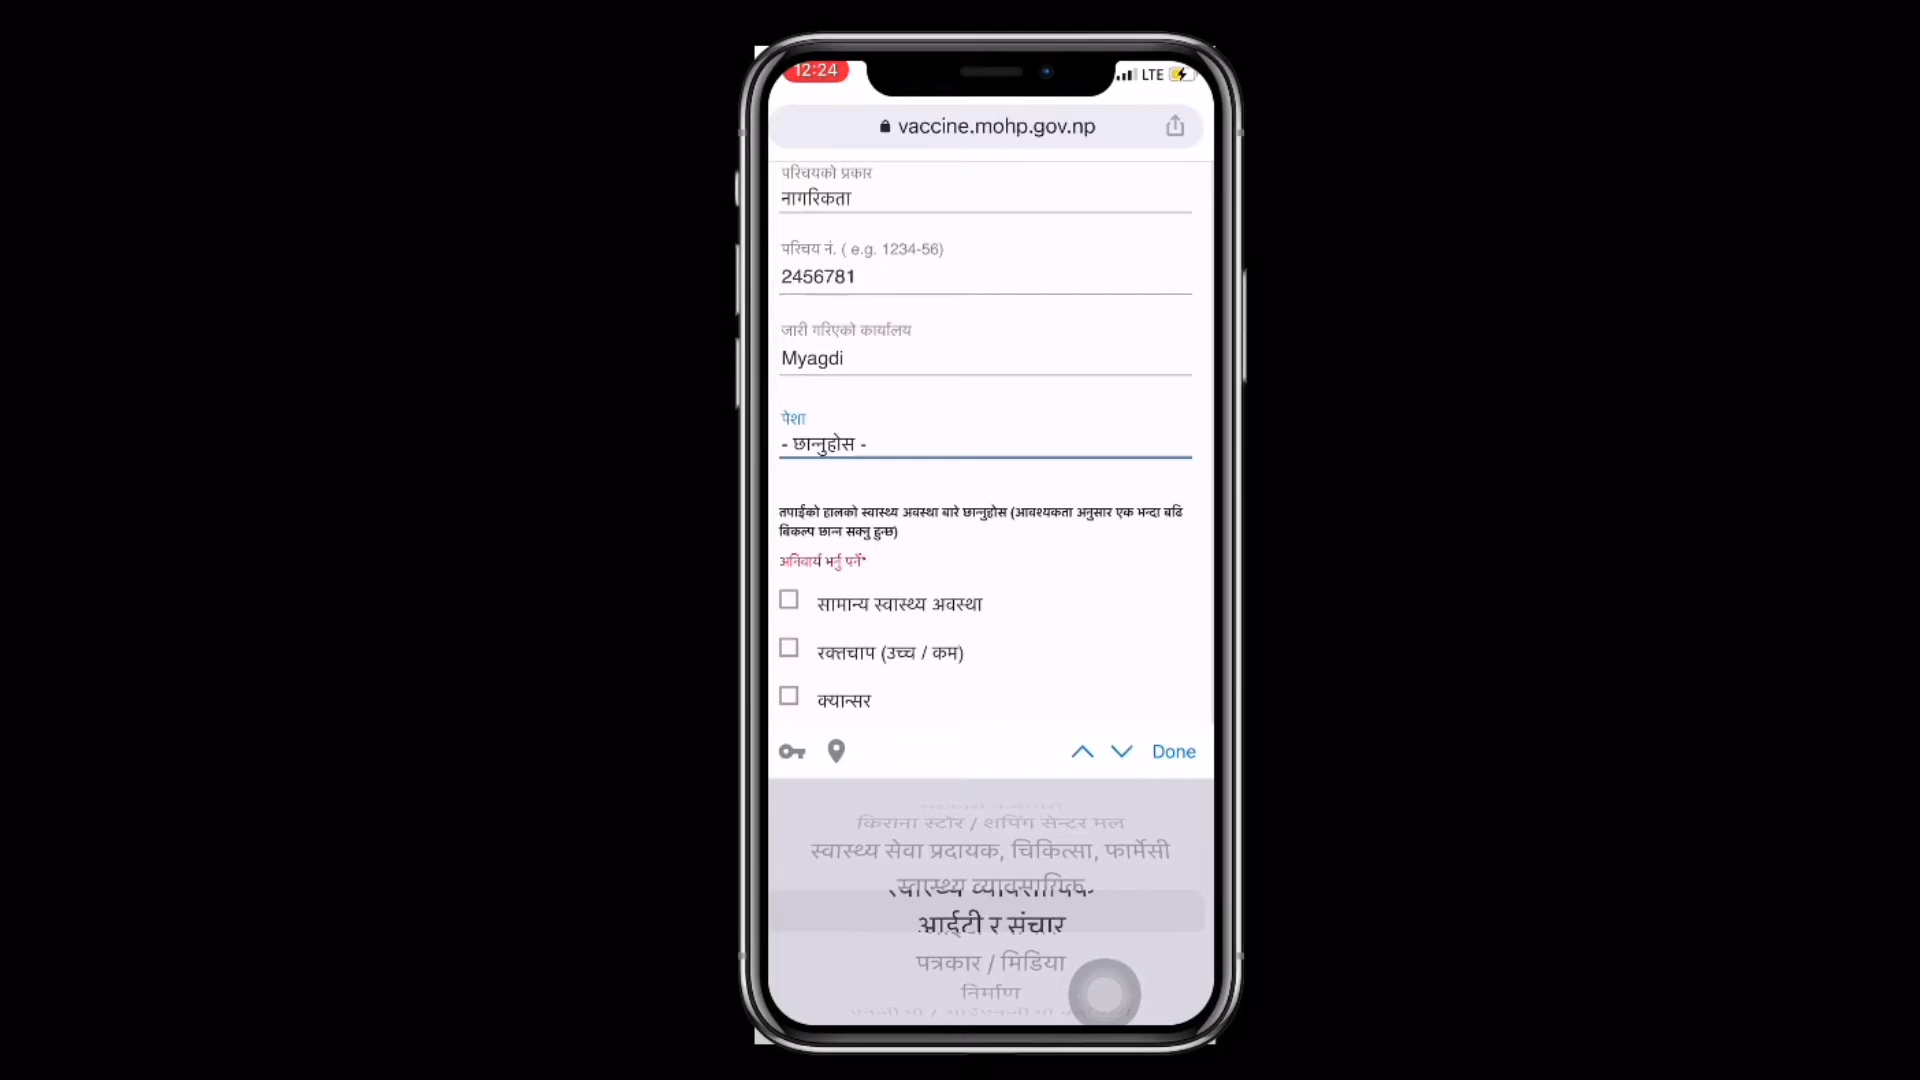 12:24
LTE
vaccine.mohp.gov.np
परिचयको प्रकार
नागरिकता
परिचय नं. ( e.g. 1234-56)
2456781
जारी गरिएको कार्यालय
Myagdi
पेशा
- छान्नुहोस -
तपाईको हालको स्वास्थ्य अवस्था बारे छान्नुहोस (आवश्यकता अनुसार एक भन्दा बढि
बिकल्प छान्न सक्नु हुन्छ)
अनिवार्य भर्नु पर्ने*
सामान्य स्वास्थ्य अवस्था
रक्तचाप (उच्च / कम)
क्यान्सर
Done
किराना स्टोर / शपिंग सेन्टर मल
स्वास्थ्य सेवा प्रदायक, चिकित्सा, फार्मेसी
स्वास्थ्य व्यावसायिक
आईटी र संचार
पत्रकार / मिडिया
निर्माण